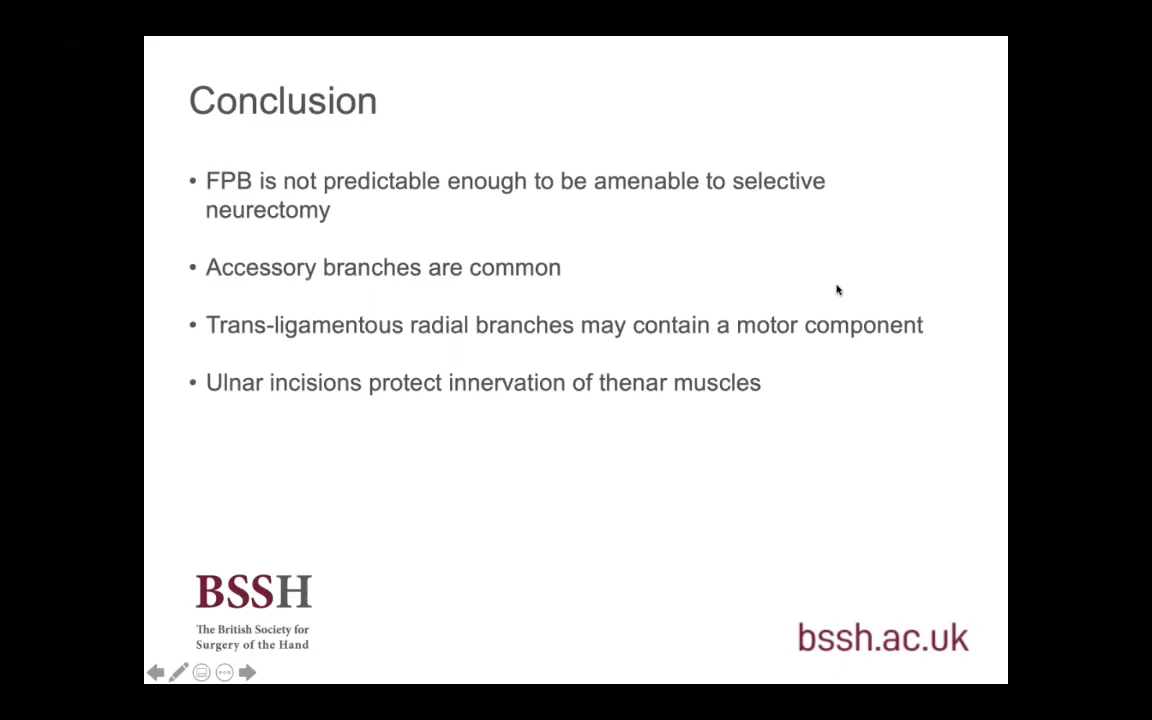 Conclusion
• FPB is not predictable enough to be amenable to selective
neurectomy
• Accessory branches are common
• Trans-ligamentous radial branches may contain a motor component
• Ulnar incisions protect innervation of thenar muscles
BSSH
The British Society for
Surgery of the Hand
bssh.ac.uk